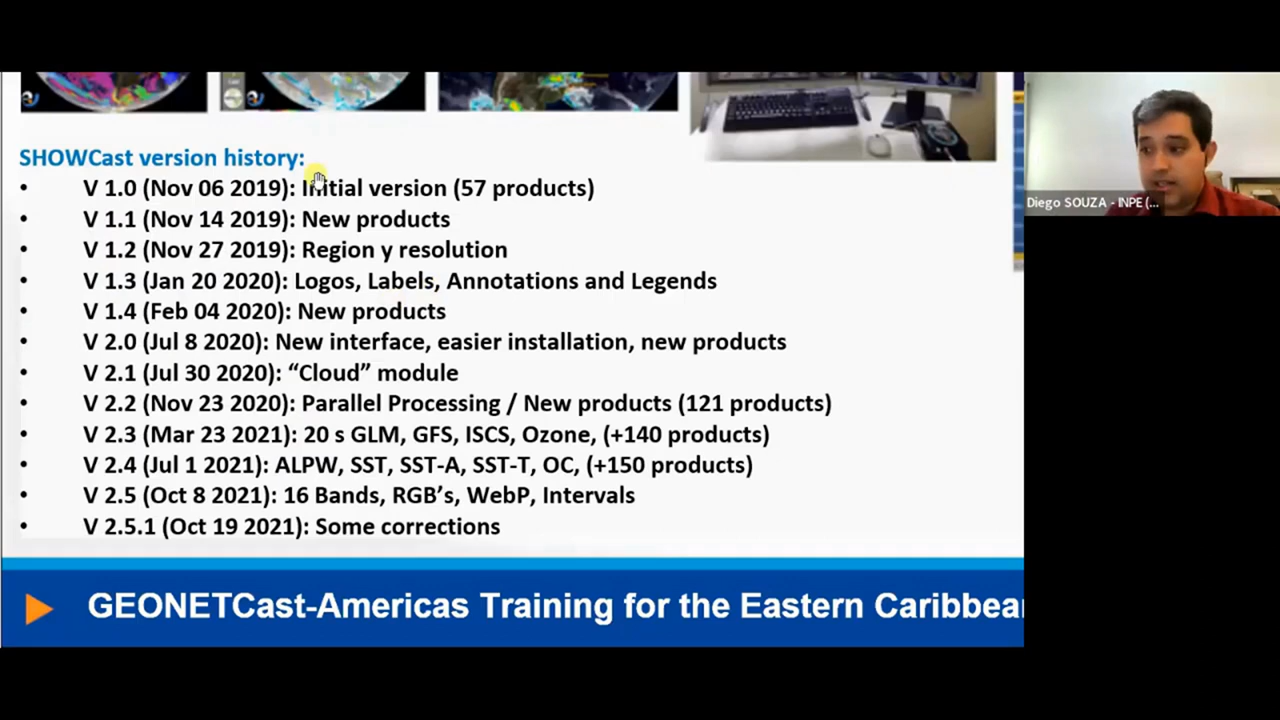 SHOWCast version history:
• V 1.0 (Nov 06 2019): Initial version (57 products)
• V 1.1 (Nov 14 2019): New products
• V 1.2 (Nov 27 2019): Region y resolution
• V 1.3 (Jan 20 2020): Logos, Labels, Annotations and Legends
• V 1.4 (Feb 04 2020): New products
• V 2.0 (Jul 8 2020): New interface, easier installation, new products
• V 2.1 (Jul 30 2020): “Cloud” module
• V 2.2 (Nov 23 2020): Parallel Processing / New products (121 products)
• V 2.3 (Mar 23 2021): 20 s GLM, GFS, ISCS, Ozone, (+140 products)
• V 2.4 (Jul 1 2021): ALPW, SST, SST-A, SST-T, OC, (+150 products)
• V 2.5 (Oct 8 2021): 16 Bands, RGB’s, WebP, Intervals
• V 2.5.1 (Oct 19 2021): Some corrections
GEONETCast-Americas Training for the Eastern Caribbea
Diego SOUZA - INPE (...